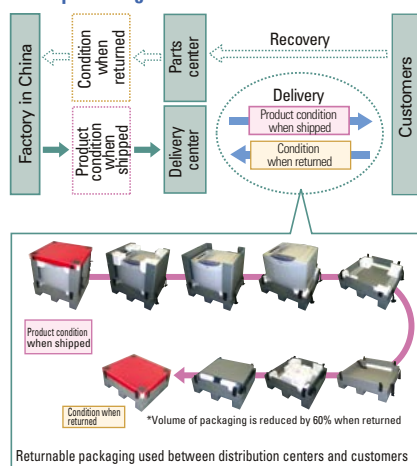 Recovery
Factory in China
Condition
when
returned
Parts
center
Customers
Delivery
Product condition
when shipped
Condition
when returned
Product
condition
when
shipped
Delivery
center
Product condition
when shipped
Condition when
returned
*Volume of packaging is reduced by 60% when returned
Returnable packaging used between distribution centers and customers